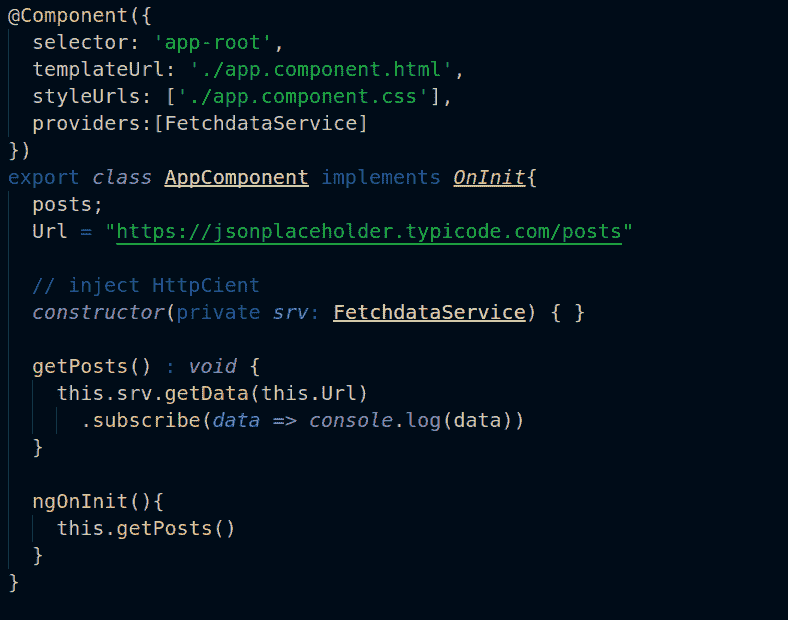 @Component({
  selector: 'app-root',
  templateUrl: './app.component.html',
  styleUrls: ['./app.component.css'],
  providers:[FetchdataService]
})
export class AppComponent implements OnInit{
  posts;
  Url = "https://jsonplaceholder.typicode.com/posts"
  // inject HttpCient
  constructor(private srv: FetchdataService) { }
  getPosts() : void {
    this.srv.getData(this.Url)
      .subscribe(data => console.log(data))
  }
  ngOnInit(){
    this.getPosts()
  }
}